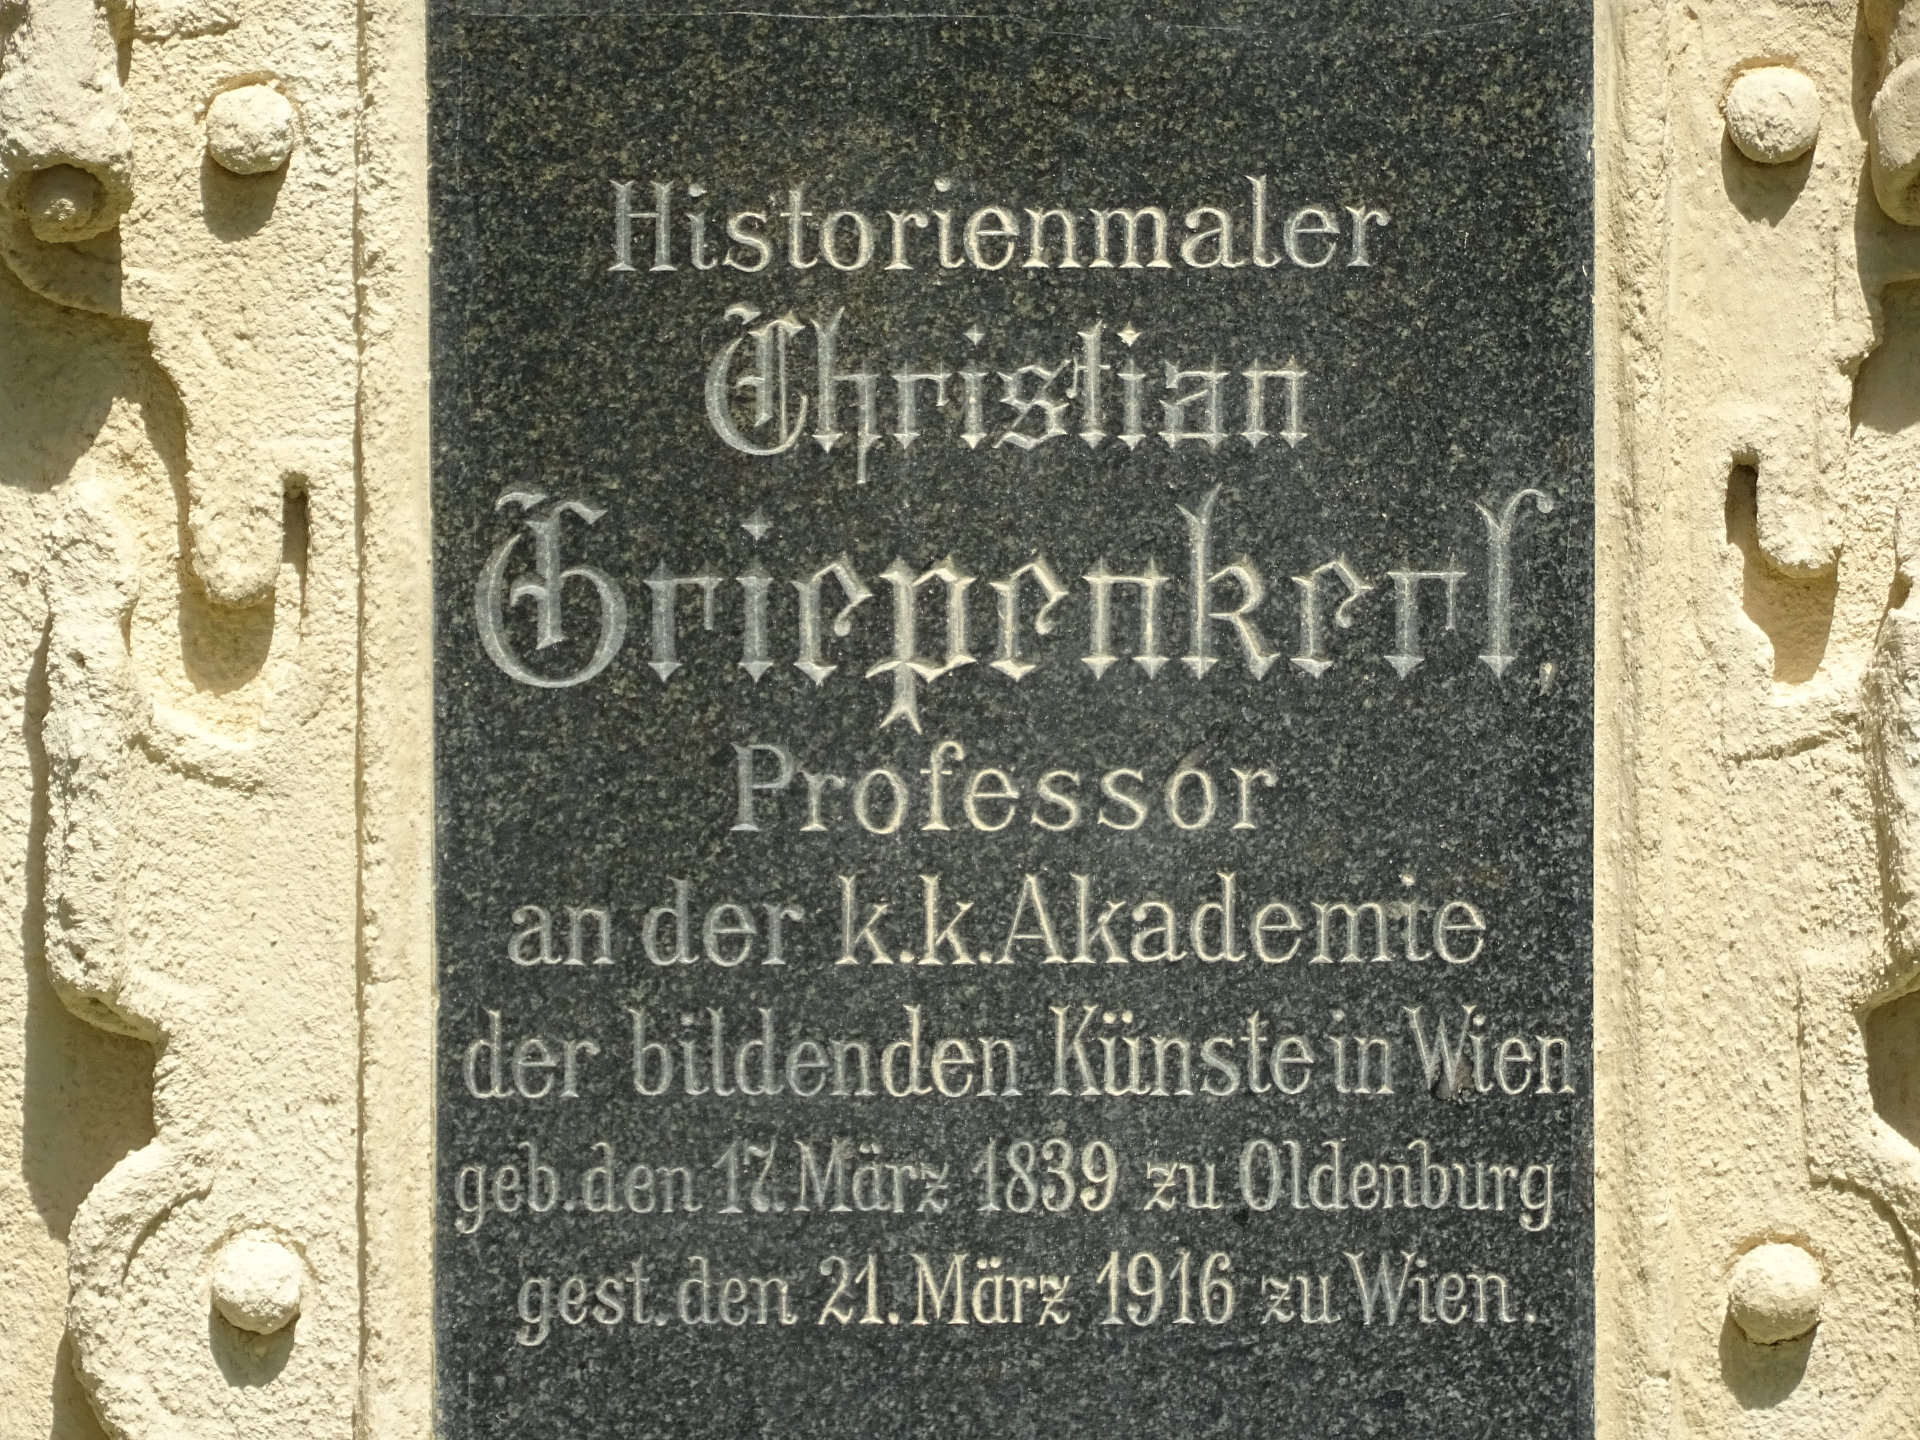 Historienmaler
Christian
Griepenkerl,
Professor
an der k.k. Akademie
der bildenden Künste in Wien
geb. den 17. März 1839 zu Oldenburg
gest. den 21. März 1916 zu Wien.